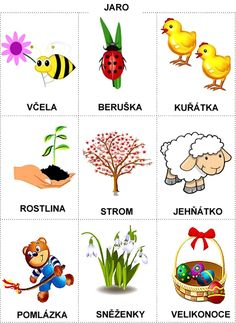 JARO
VČELA BERUŠKA KUŘÁTKA
ROSTLINA STROM JEHŇÁTKO
POMLÁZKA SNĚŽENKY VELIKONOCE